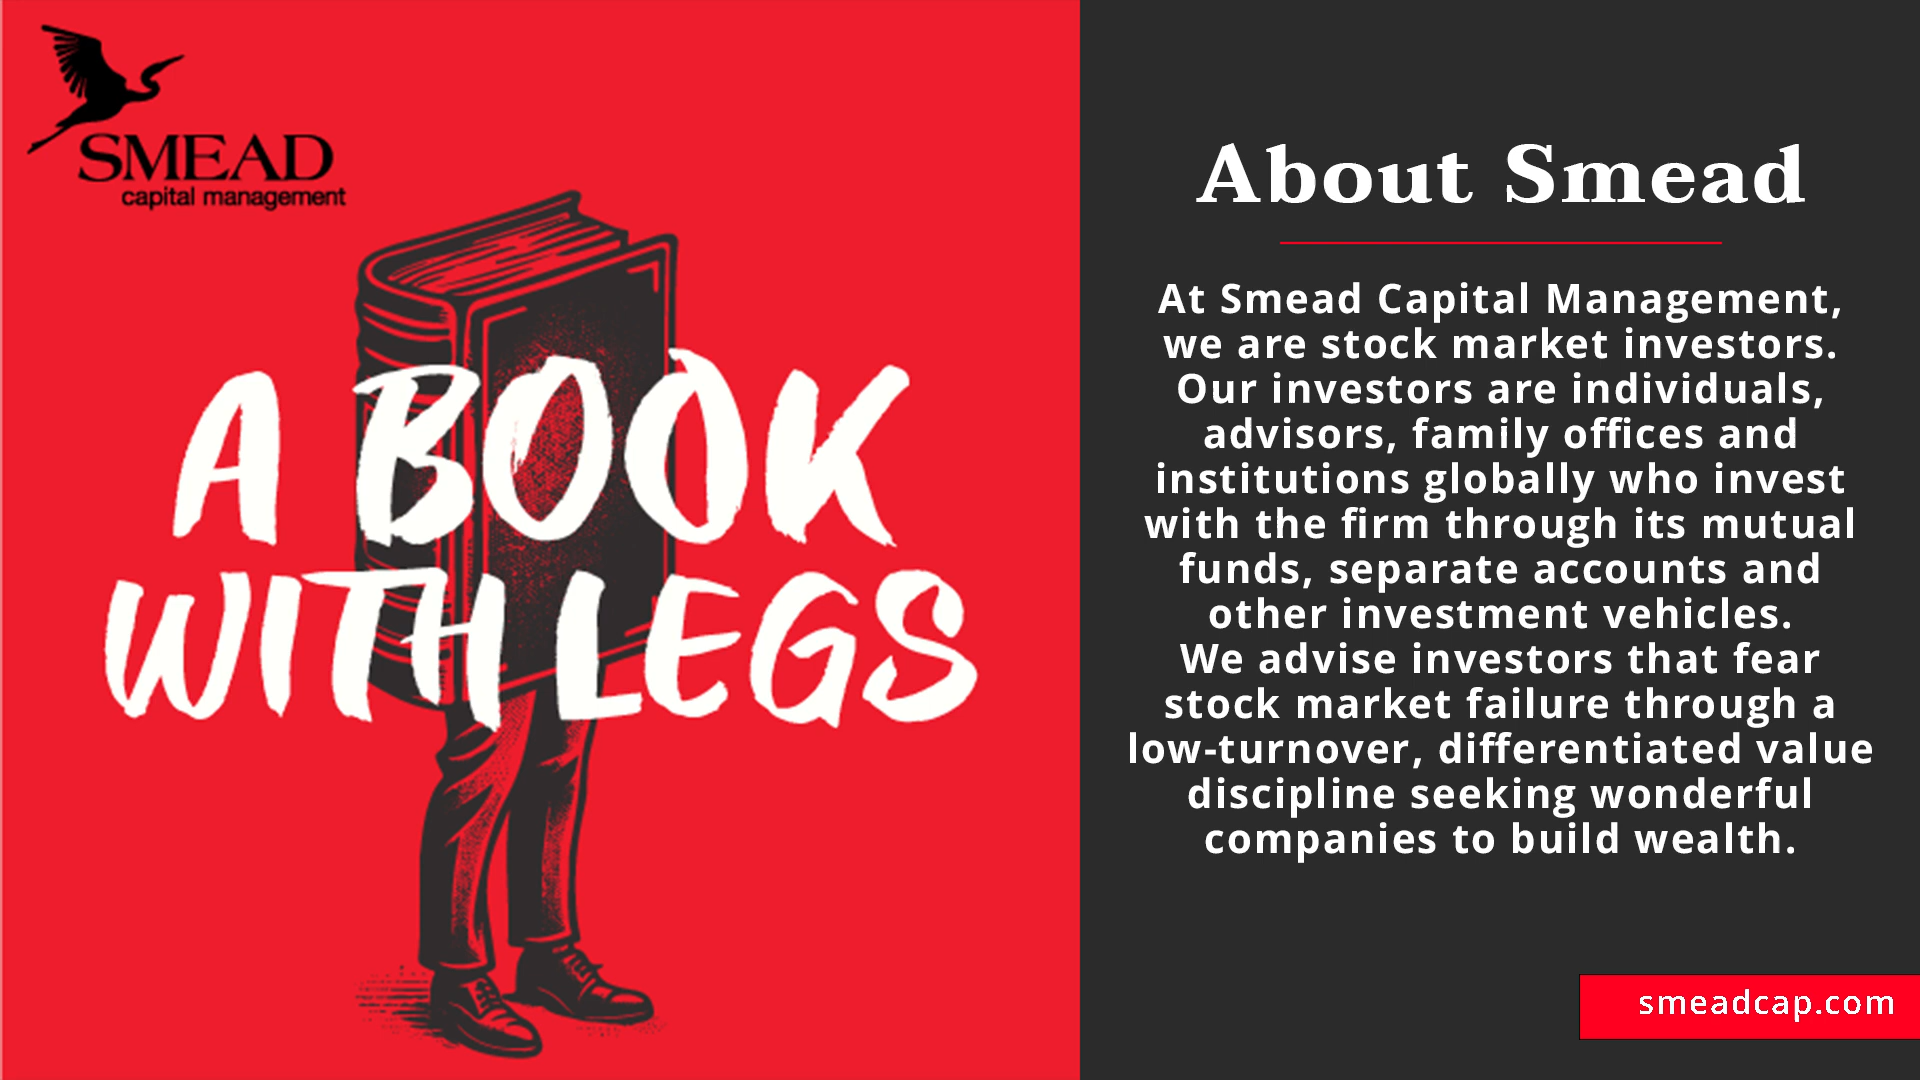 SMEAD
capital management
A BOOK
WITH LEGS
About Smead
At Smead Capital Management,
we are stock market investors.
Our investors are individuals,
advisors, family offices and
institutions globally who invest
with the firm through its mutual
funds, separate accounts and
other investment vehicles.
We advise investors that fear
stock market failure through a
low-turnover, differentiated value
discipline seeking wonderful
companies to build wealth.
smeadcap.com